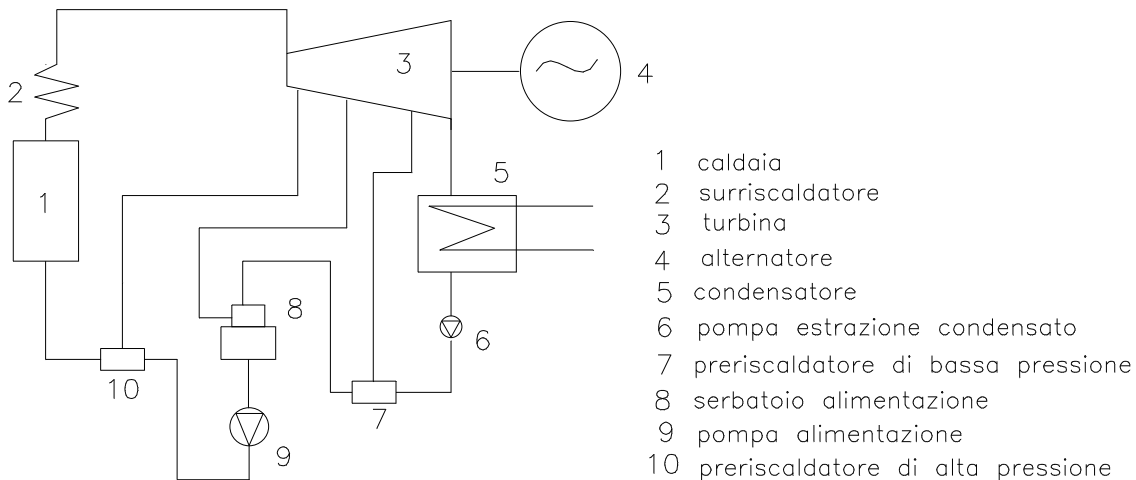 2
3
4
1
5
8
6
10
7
9
1 caldaia
2 surriscaldatore
3 turbina
4 alternatore
5 condensatore
6 pompa estrazione condensato
7 preriscaldatore di bassa pressione
8 serbatoio alimentazione
9 pompa alimentazione
10 preriscaldatore di alta pressione